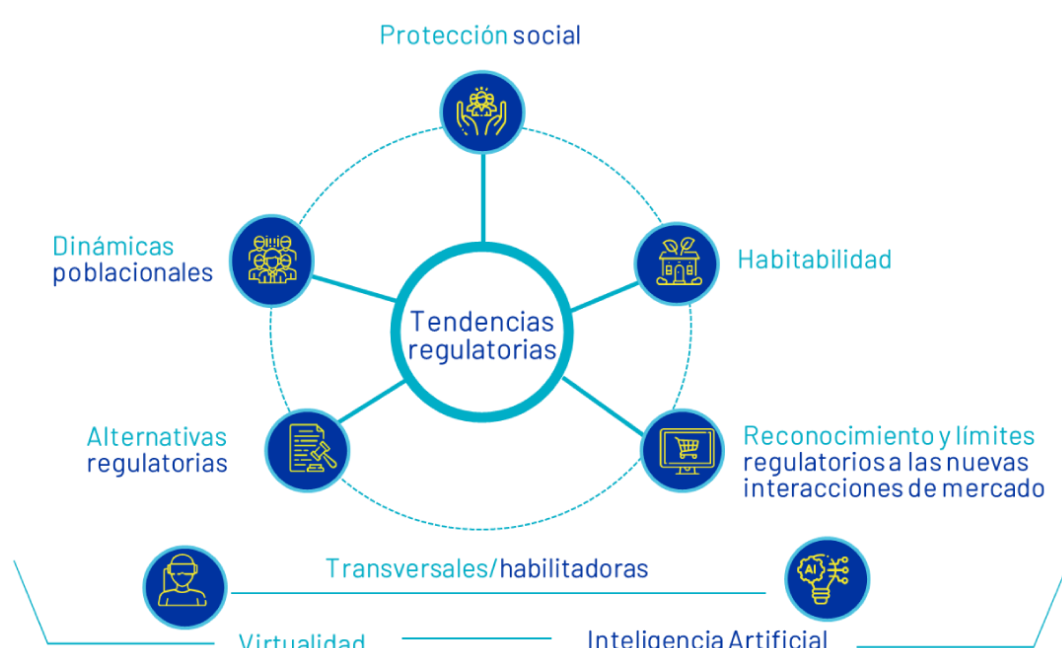 Protección social
Dinámicas
poblacionales
Habitabilidad
Tendencias
regulatorias
Alternativas
regulatorias
Reconocimiento y límites
regulatorios a las nuevas
interacciones de mercado
Transversales/habilitadoras
AI
Virtualidad
Inteligencia Artificial